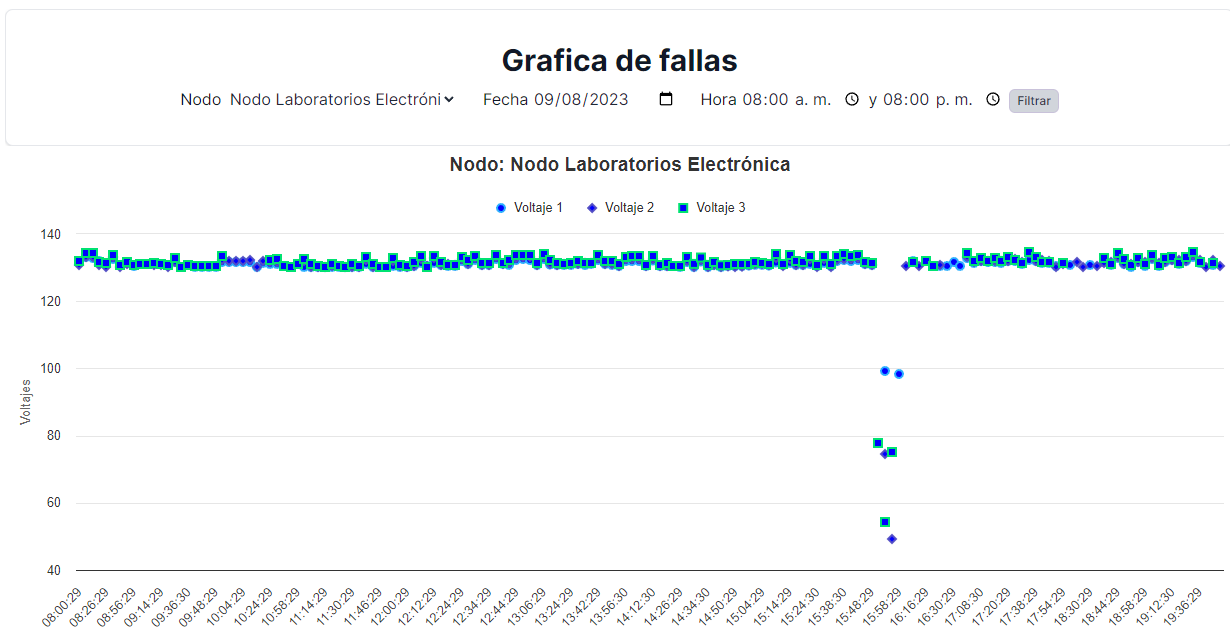 Grafica de fallas
Nodo Nodo Laboratorios Electróni Fecha 09/08/2023 Hora 08:00 a. m. y 08:00 p. m. Filtrar
Nodo: Nodo Laboratorios Electrónica
Voltaje 1 Voltaje 2 Voltaje 3
140
120
100
80
60
40
Voltajes
08:00:29 08:26:29 08:56:29 09:14:29 09:36:30 09:48:29 10:04:29 10:24:29 10:58:29 11:14:29 11:30:29 11:46:29 12:00:29 12:12:29 12:24:29 12:34:29 12:44:29 13:06:29 13:24:29 13:42:29 13:56:30 14:12:30 14:26:29 14:34:30 14:50:29 15:04:29 15:14:29 15:24:30 15:38:30 15:48:29 15:58:29 16:16:29 16:30:29 17:08:30 17:20:29 17:38:29 17:54:29 18:30:29 18:44:29 18:58:29 19:12:30 19:36:29